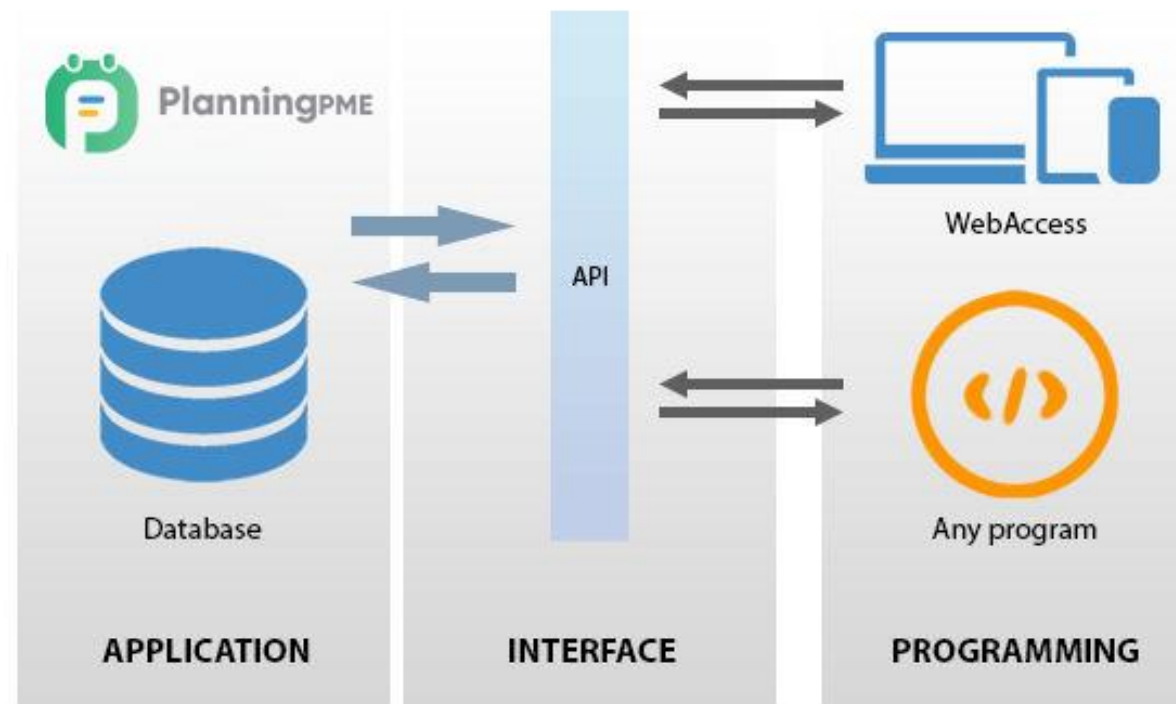 PlanningPME
WebAccess
API
Database
Any program
APPLICATION
INTERFACE
PROGRAMMING